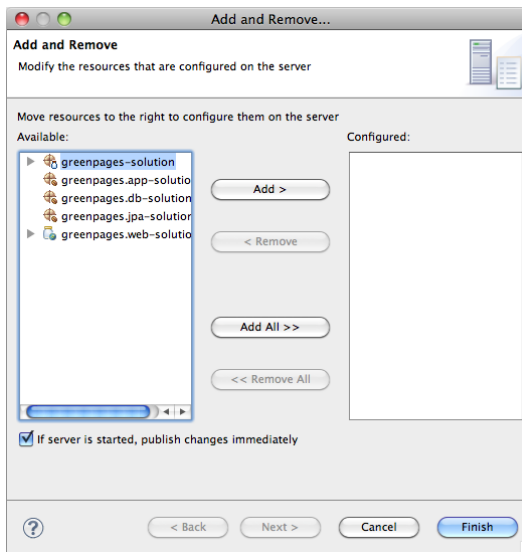 Add and Remove...
Add and Remove
Modify the resources that are configured on the server
Move resources to the right to configure them on the server
Available:
Configured:
greenpages-solution
greenpages.app-solutio
greenpages.db-solution
greenpages.jpa-solution
greenpages.web-solutio
Add >
< Remove
Add All >>
<< Remove All
If server is started, publish changes immediately
?
< Back
Next >
Cancel
Finish